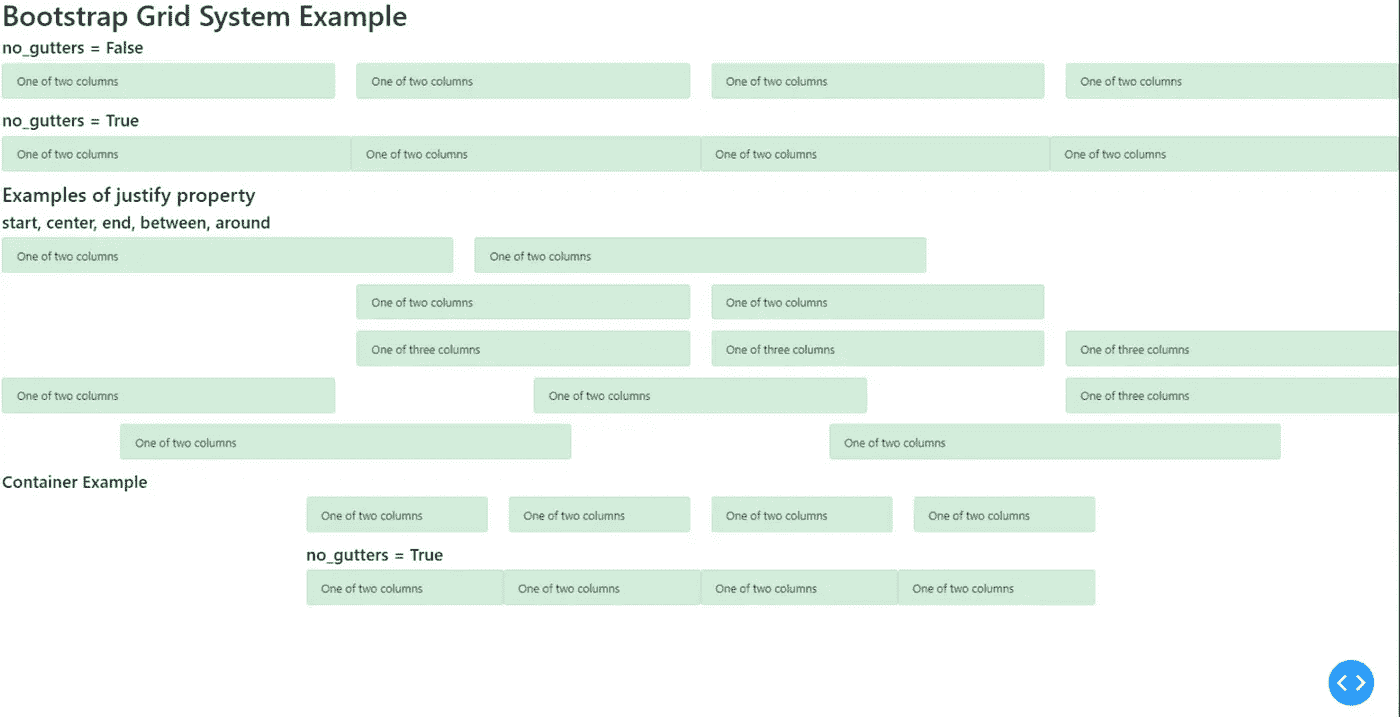 Bootstrap Grid System Example
no_gutters = False
One of two columns One of two columns One of two columns One of two columns
no_gutters = True
One of two columns One of two columns One of two columns One of two columns
Examples of justify property
start, center, end, between, around
One of two columns One of two columns
One of two columns One of two columns
One of three columns One of three columns One of three columns
One of two columns One of two columns One of three columns
One of two columns One of two columns
Container Example
One of two columns One of two columns One of two columns One of two columns
no_gutters = True
One of two columns One of two columns One of two columns One of two columns